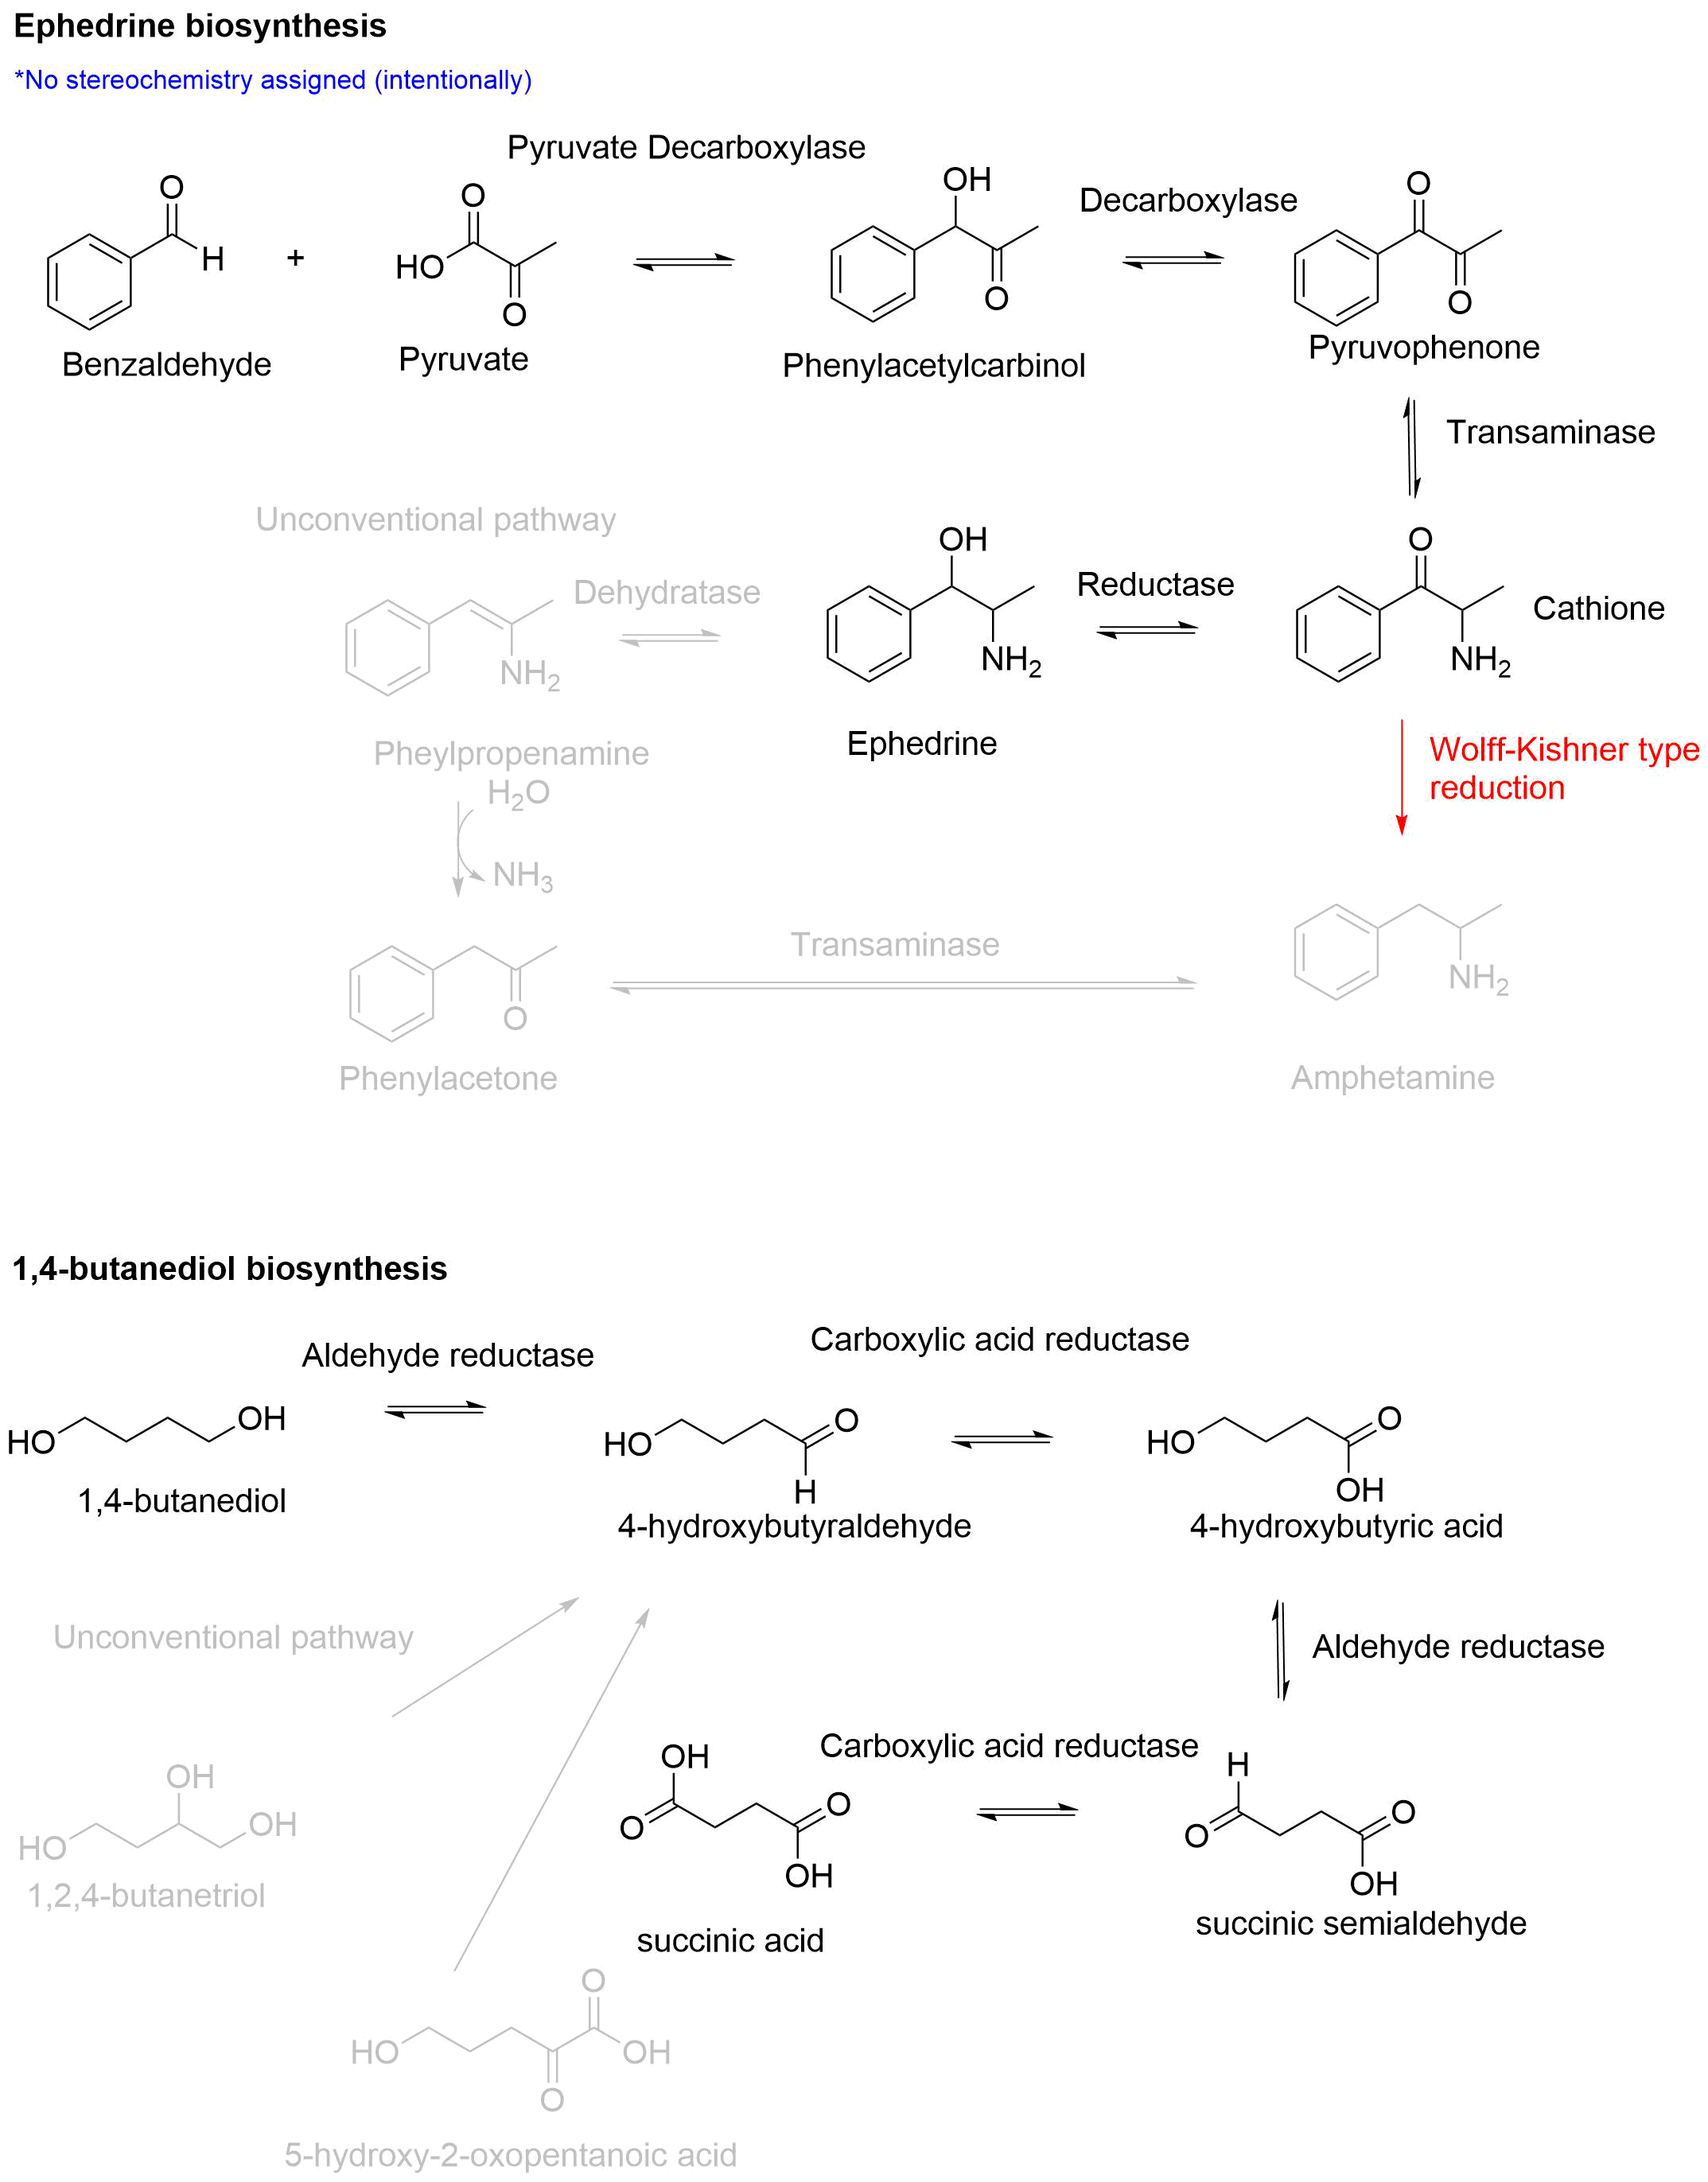 Ephedrine biosynthesis
*No stereochemistry assigned (intentionally)
Pyruvate Decarboxylase
Decarboxylase
O
H
+
O
HO
O
OH
O
O
O
Benzaldehyde
Pyruvate
Phenylacetylcarbinol
Pyruvophenone
Transaminase
Unconventional pathway
Dehydratase
Reductase
NH2
OH
NH2
O
NH2
Cathione
Pheylpropenamine
Ephedrine
Wolff-Kishner type
reduction
H2O
NH3
Transaminase
O
NH2
Phenylacetone
Amphetamine
1,4-butanediol biosynthesis
Aldehyde reductase
Carboxylic acid reductase
HO
OH
HO
O
H
HO
O
OH
1,4-butanediol
4-hydroxybutyraldehyde
4-hydroxybutyric acid
Unconventional pathway
Aldehyde reductase
Carboxylic acid reductase
OH
O
O
OH
H
O
O
OH
OH
HO
OH
1,2,4-butanetriol
succinic acid
succinic semialdehyde
O
HO
OH
O
5-hydroxy-2-oxopentanoic acid